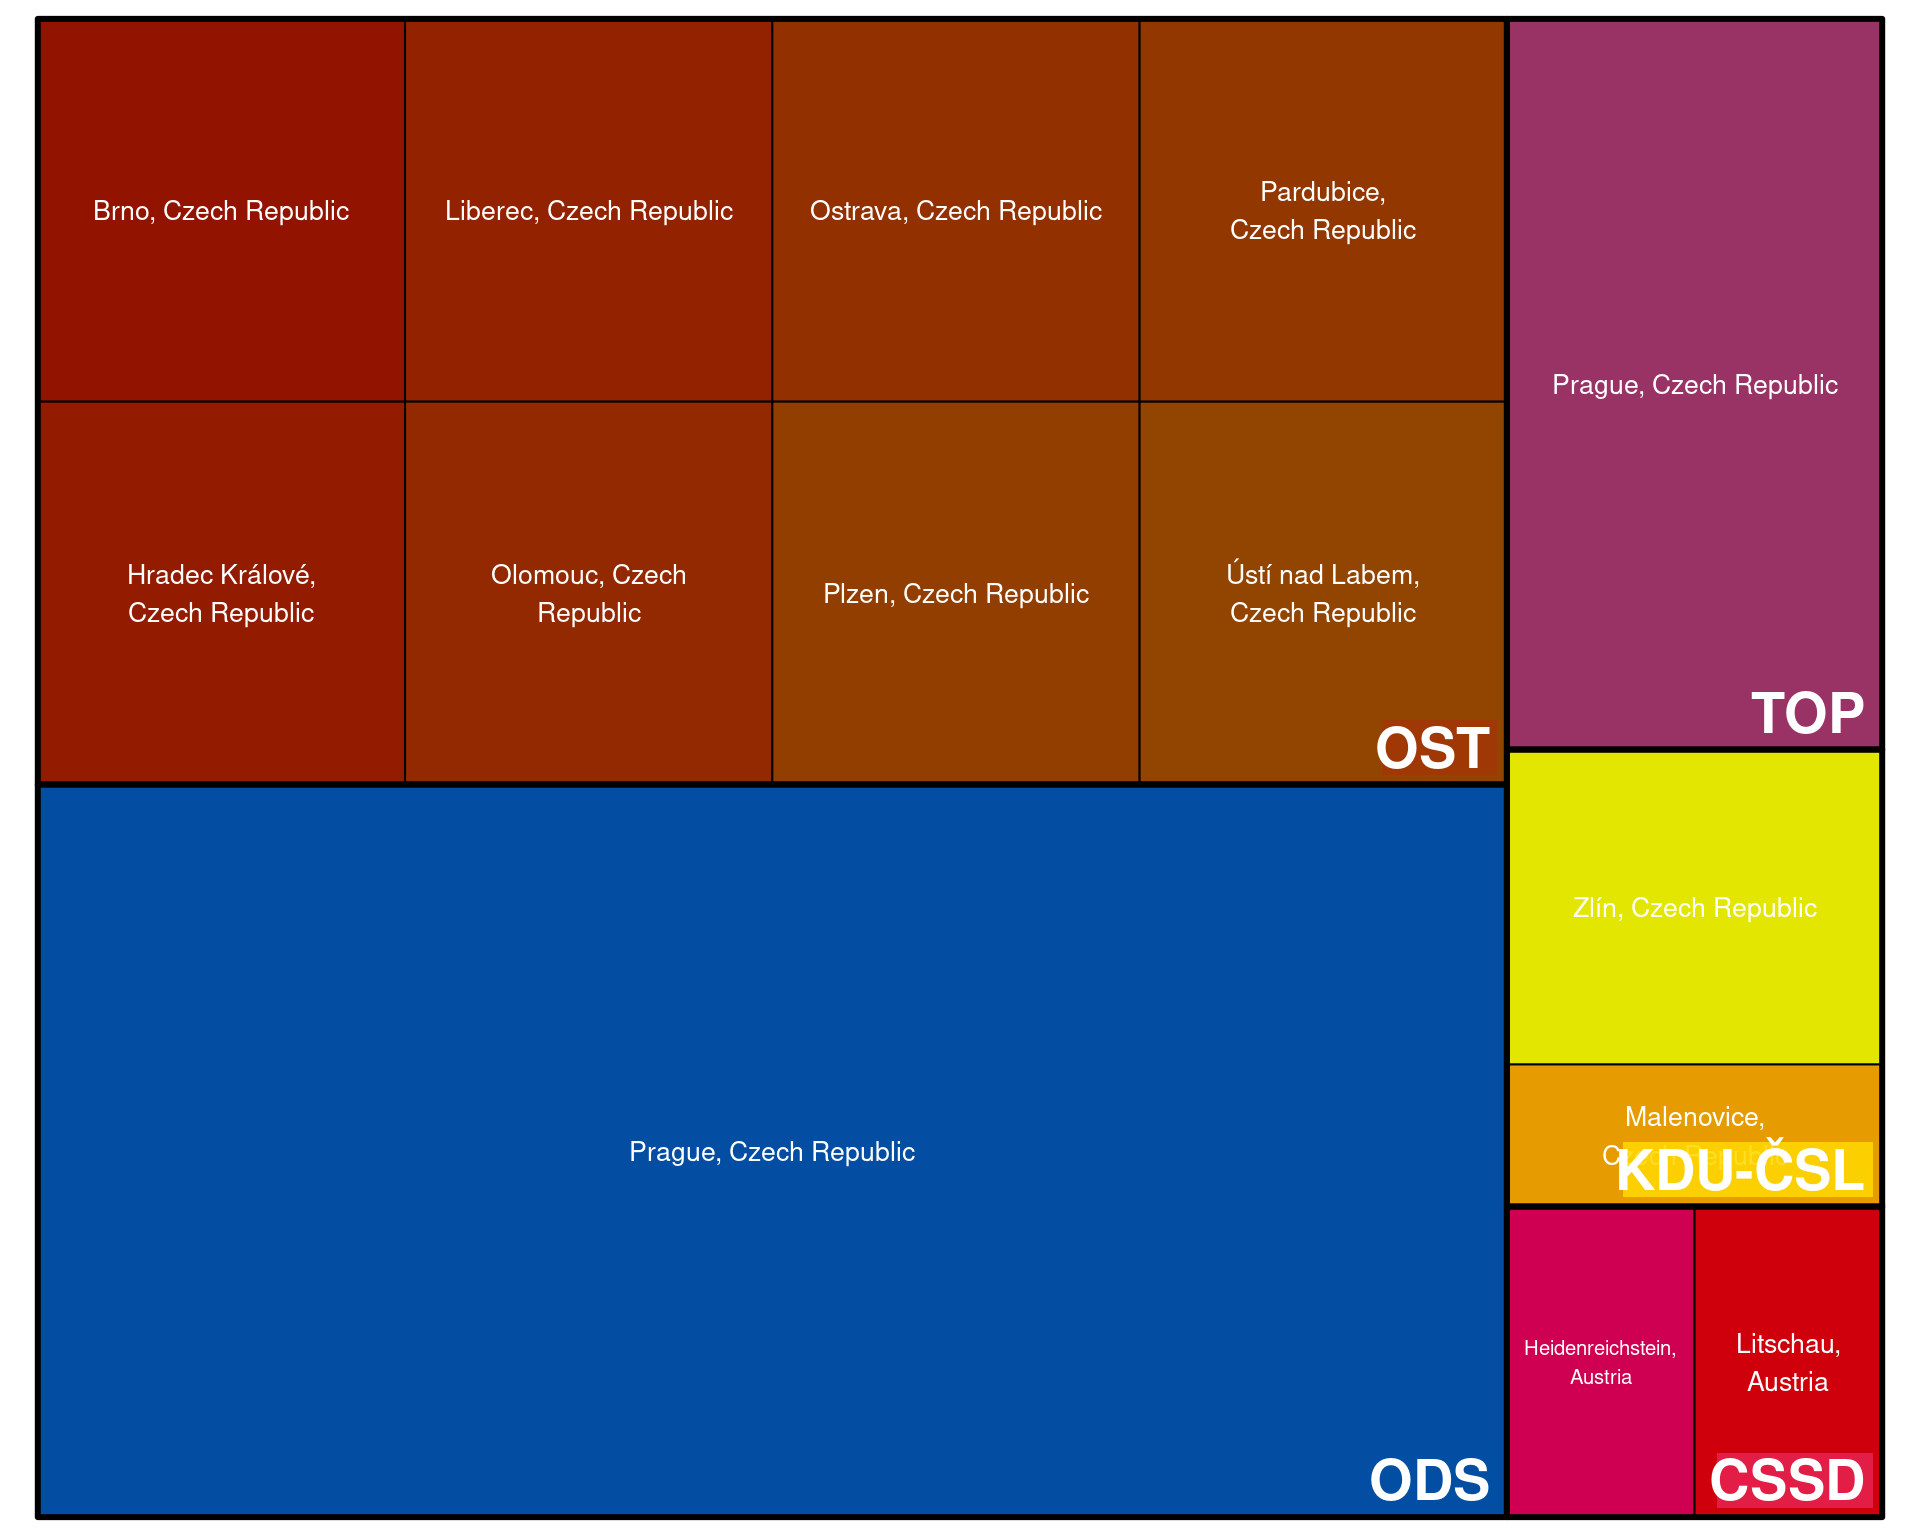 Brno, Czech Republic
Liberec, Czech Republic
Ostrava, Czech Republic
Pardubice,
Czech Republic
Hradec Králové,
Czech Republic
Olomouc, Czech
Republic
Plzen, Czech Republic
Ústí nad Labem,
Czech Republic
OST
Prague, Czech Republic
ODS
Prague, Czech Republic
TOP
Zlín, Czech Republic
Malenovice,
Czech Republic
KDU-ČSL
Heidenreichstein,
Austria
Litschau,
Austria
CSSD